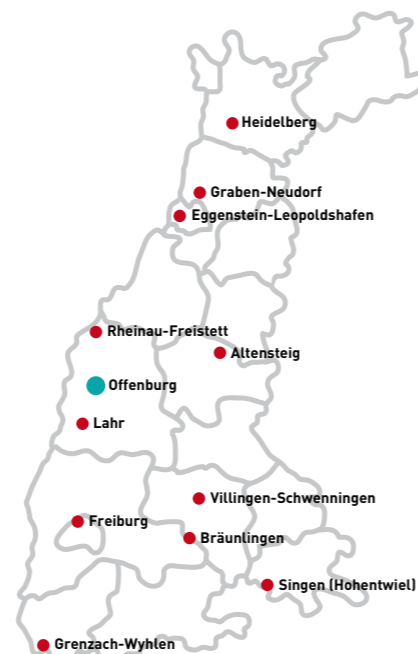 Heidelberg
Graben-Neudorf
Eggenstein-Leopoldshafen
Rheinau-Freistett
Altensteig
Offenburg
Lahr
Villingen-Schwenningen
Freiburg
Bräunlingen
Singen (Hohentwiel)
Grenzach-Wyhlen